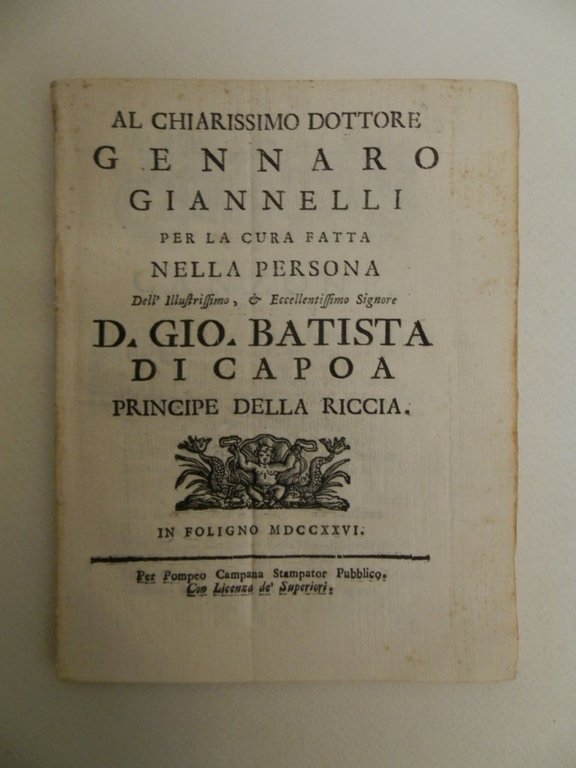 AL CHIARISSIMO DOTTORE
GENNARO
GIANNELLI
PER LA CURA FATTA
NELLA PERSONA
Dell' Illuſtriſſimo, & Eccellentiſſimo Signore
D. GIO. BATISTA
DI CAPOA
PRINCIPE DELLA RICCIA.
IN FOLIGNO MDCCXXVI.
Per Pompeo Campana Stampator Pubblico.
Con Licenza de' Superiori.